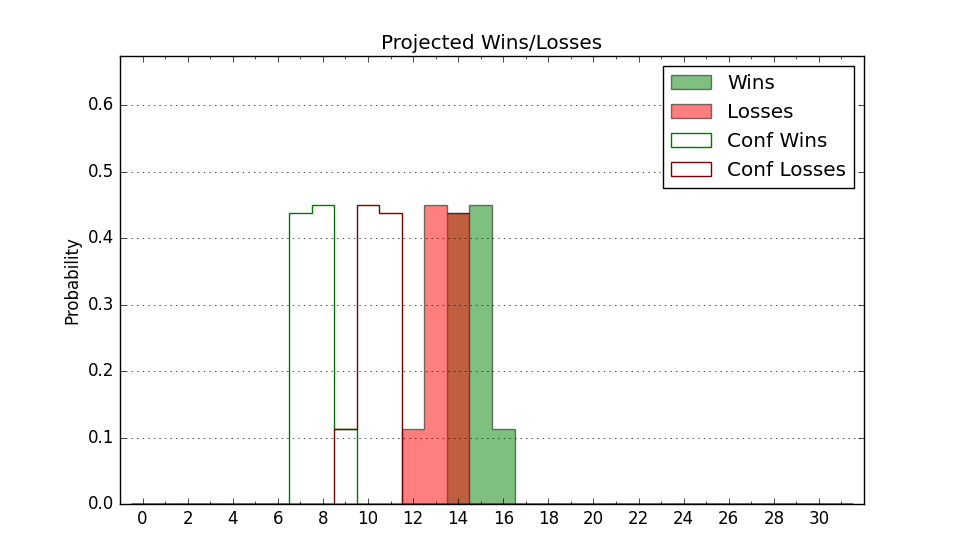 Projected Wins/Losses
Wins
Losses
Conf Wins
Conf Losses
Probability
0.6
0.5
0.4
0.3
0.2
0.1
0.0
0 2 4 6 8 10 12 14 16 18 20 22 24 26 28 30